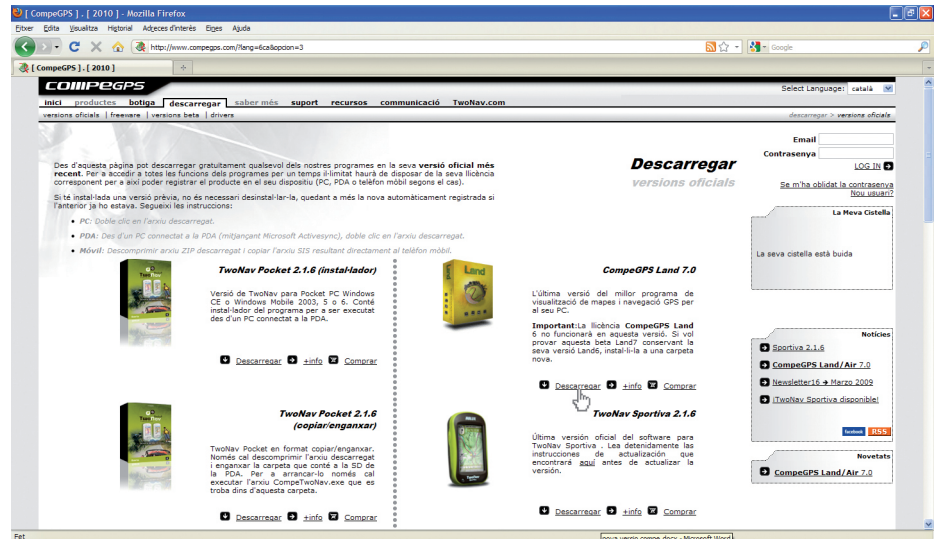 [ CompeGPS ] . [ 2010 ] - Mozilla Firefox
Fitxer Edita Visualitza Historial Adreces d'interès Eines Ajuda
http://www.compegps.com/?lang=6ca&opcion=3
Google
[ CompeGPS ] . [ 2010 ]
COMPEGPS
Select Language: català
inici productes botiga descarregar saber més suport recursos comunicació TwoNav.com
versions oficials | freeware | versions beta | drivers
descarregar > versions oficials
Des d'aquesta pàgina pot descarregar gratuitament qualsevol dels nostres programes en la seva versió oficial més
recent. Per a accedir a totes les funcions dels programes per un temps il·limitat haurà de disposar de la seva llicència
corresponent per a així poder registrar el producte en el seu dispositiu (PC, PDA o telèfon mòbil segons el cas).
Si té instal·lada una versió prèvia, no és necessari desinstal·lar-la, quedant a més la nova automàticament registrada si
l'anterior ja ho estava. Segueixi les instruccions:
• PC: Doble clic en l'arxiu descarregat.
• PDA: Des d'un PC connectat a la PDA (mitjançant Microsoft Activesync), doble clic en l'arxiu descarregat.
• Móvil: Descomprimir arxiu ZIP descarregat i copiar l'arxiu SIS resultant directament al telèfon mòbil.
Descarregar
versions oficials
Email
Contrasenya
LOG IN
Se m'ha oblidat la contrasenya
Nou usuari?
La Meva Cistella
La seva cistella està buida
TwoNav Pocket 2.1.6 (instal·lador)
Versió de TwoNav para Pocket PC Windows
CE o Windows Mobile 2003, 5 o 6. Conté
instal·lador del programa per a ser executat
des d'un PC connectat a la PDA.
Descarregar +info Comprar
Land
CompeGPS Land 7.0
L'última versió del millor programa de
visualització de mapes i navegació GPS per
al seu PC.
Important:La llicència CompeGPS Land
6 no funcionarà en aquesta versió. Si vol
provar aquesta beta Land7 conservant la
seva versió Land6, instal·li-la a una carpeta
nova.
Descarregar +info Comprar
Notícies
Sportiva 2.1.6
CompeGPS Land/Air 7.0
Newsletter16 → Marzo 2009
¡TwoNav Sportiva disponible!
facebook RSS
TwoNav Pocket 2.1.6
(copiar/enganxar)
TwoNav Pocket en format copiar/enganxar.
Només cal descomprimir l'arxiu descarregat
i enganxar la carpeta que conté a la SD de
la PDA. Per a arrancar-lo només cal
executar l'arxiu CompeTwoNav.exe que es
troba dins d'aquesta carpeta.
Descarregar +info Comprar
TwoNav Sportiva 2.1.6
Última versión oficial del software para
TwoNav Sportiva . Lea detenidamente las
instrucciones de actualización que
encontrará aquí antes de actualizar la
versión.
Descarregar +info Comprar
Novetats
CompeGPS Land/Air 7.0
Fet
nova versio compe.docx - Microsoft Word